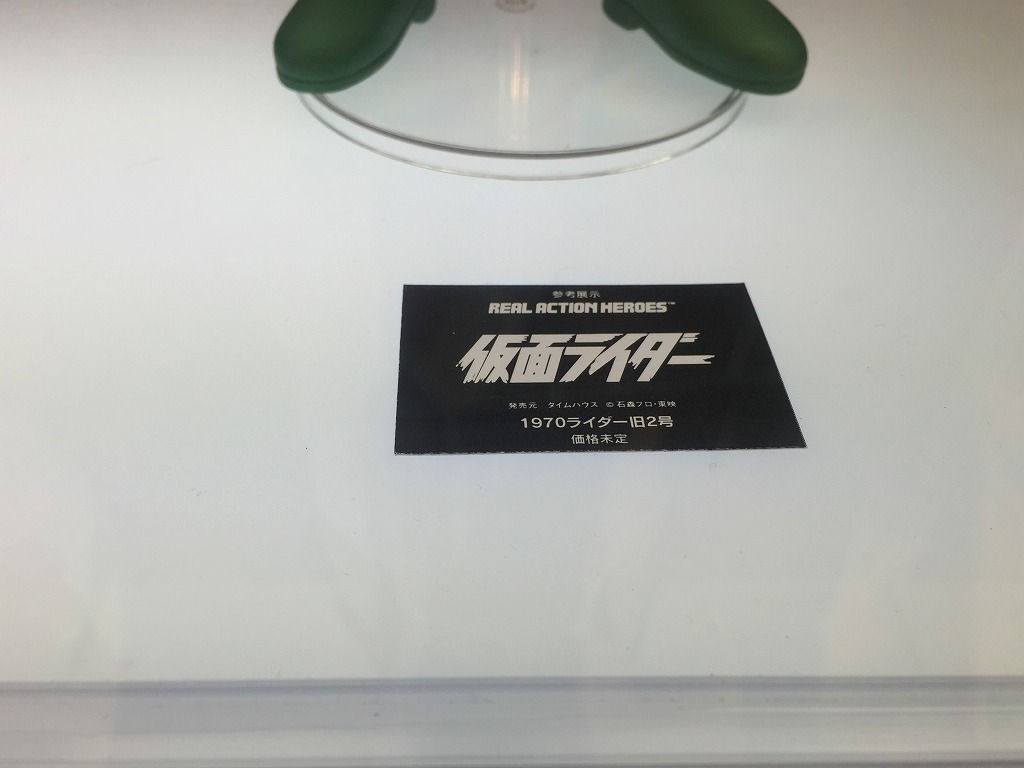 参考展示
REAL ACTION HEROES™
仮面ライダー
発売元 タイムハウス © 石森プロ・東映
1970ライダー旧2号
価格未定